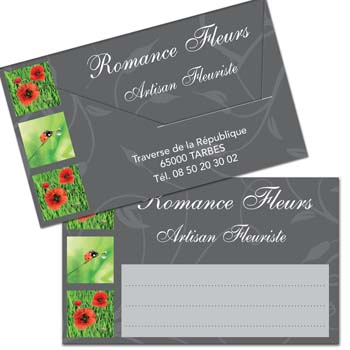 Romance Fleurs
Artisan Fleuriste
Traverse de la République
65000 TARBES
Tél. 08 50 20 30 02
Romance Fleurs
Artisan Fleuriste